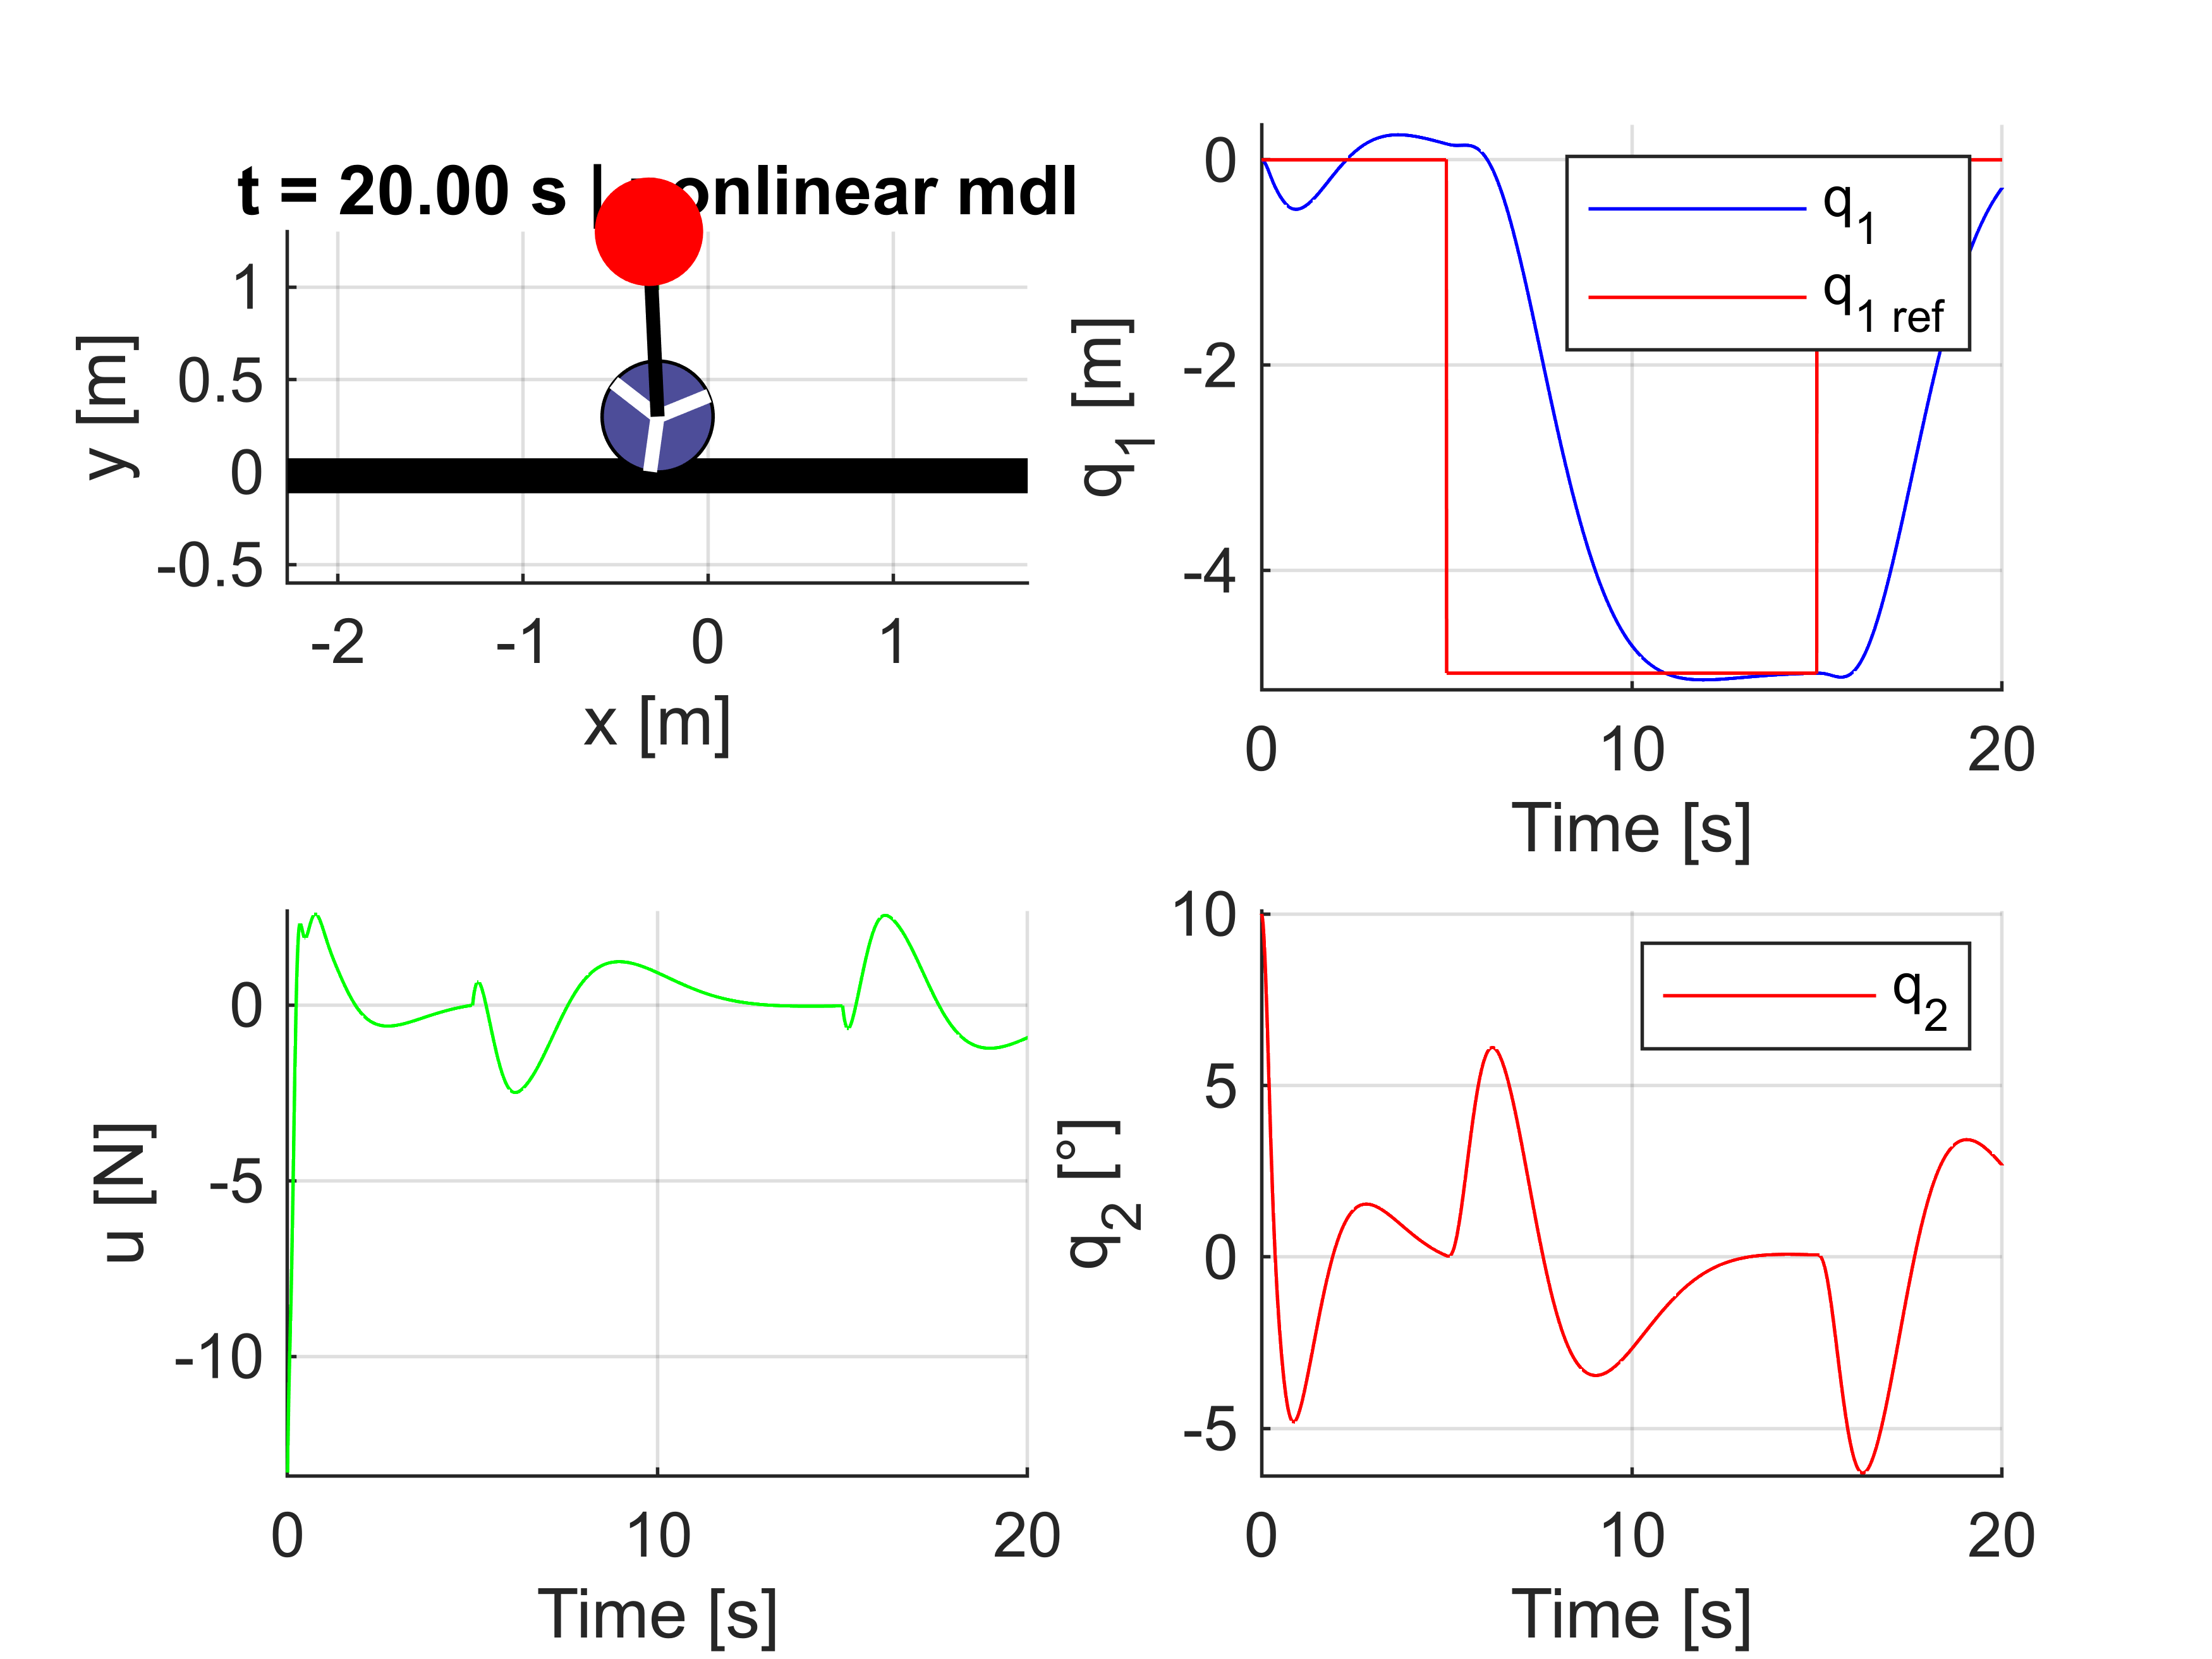 t = 20.00 s | nonlinear mdl
1
0.5
0
-0.5
y [m]
-2 -1 0 1
x [m]
0
-2
-4
q1 [m]
q1
q1 ref
0 10 20
Time [s]
0
-5
-10
u [N]
0 10 20
Time [s]
10
5
0
-5
q2 [°]
q2
0 10 20
Time [s]